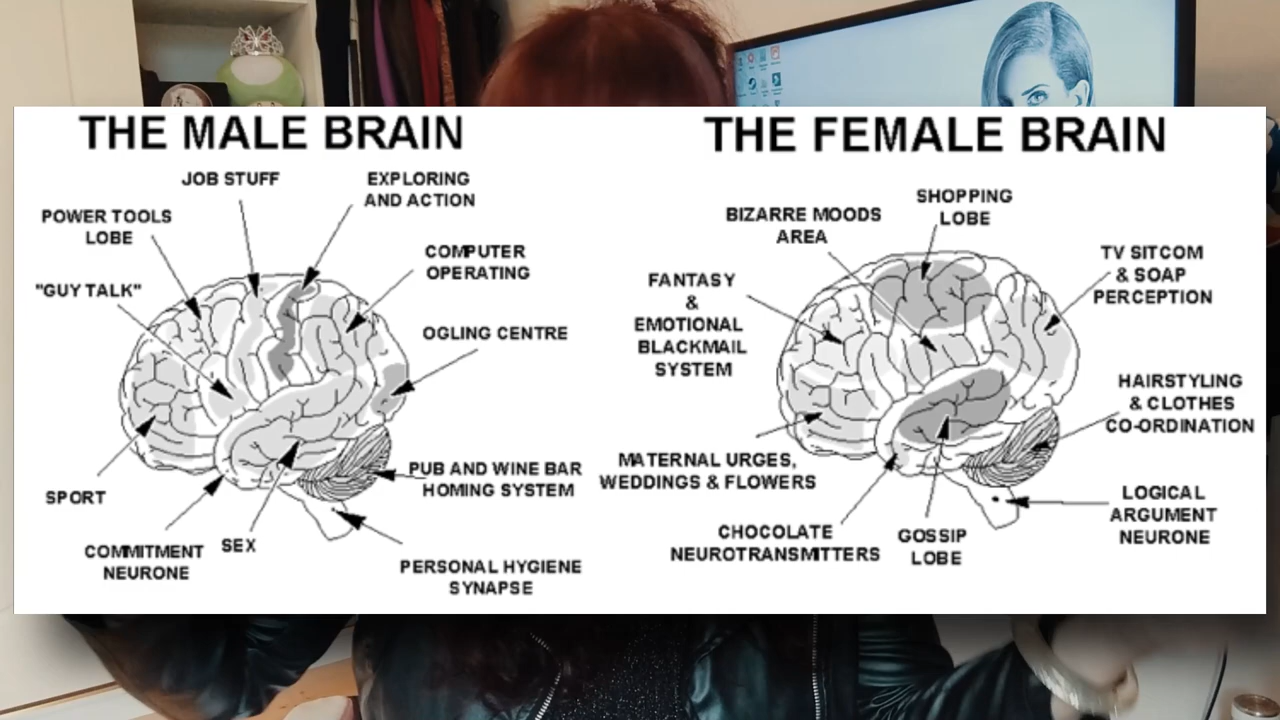 THE MALE BRAIN
JOB STUFF
EXPLORING
AND ACTION
POWER TOOLS
LOBE
COMPUTER
OPERATING
"GUY TALK"
OGLING CENTRE
PUB AND WINE BAR
HOMING SYSTEM
SPORT
COMMITMENT
NEURONE
SEX
PERSONAL HYGIENE
SYNAPSE
THE FEMALE BRAIN
SHOPPING
LOBE
BIZARRE MOODS
AREA
TV SITCOM
& SOAP
PERCEPTION
FANTASY
&
EMOTIONAL
BLACKMAIL
SYSTEM
HAIRSTYLING
& CLOTHES
CO-ORDINATION
MATERNAL URGES,
WEDDINGS & FLOWERS
LOGICAL
ARGUMENT
NEURONE
CHOCOLATE
NEUROTRANSMITTERS
GOSSIP
LOBE